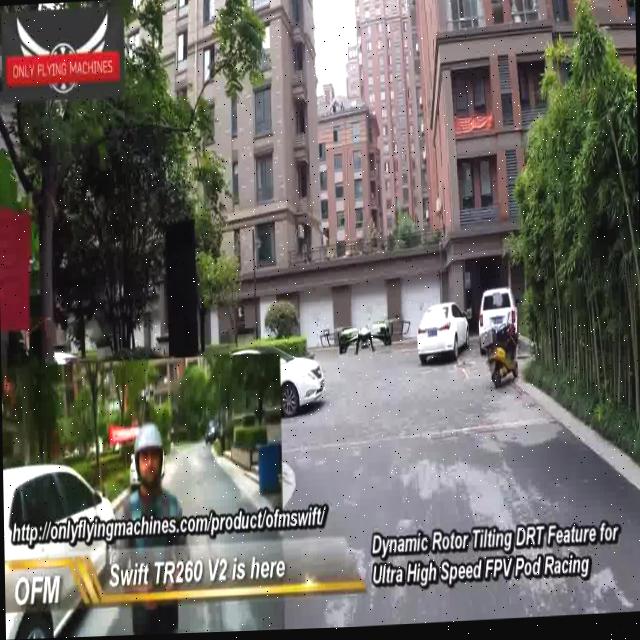 ONLY FLYING MACHINES
http://onlyflyingmachines.com/product/ofmswift/
Dynamic Rotor Tilting DRT Feature for
Ultra High Speed FPV Pod Racing
OFM
Swift TR260 V2 is here